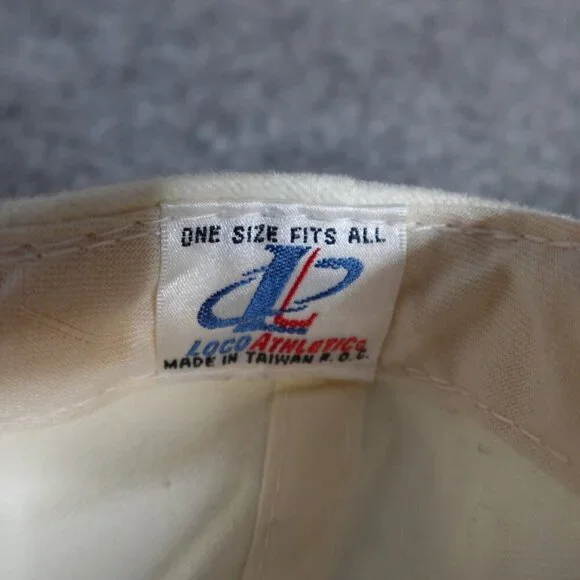 ONE SIZE FITS ALL
LOGO ATHLETIC
MADE IN TAIWAN R.O.C.